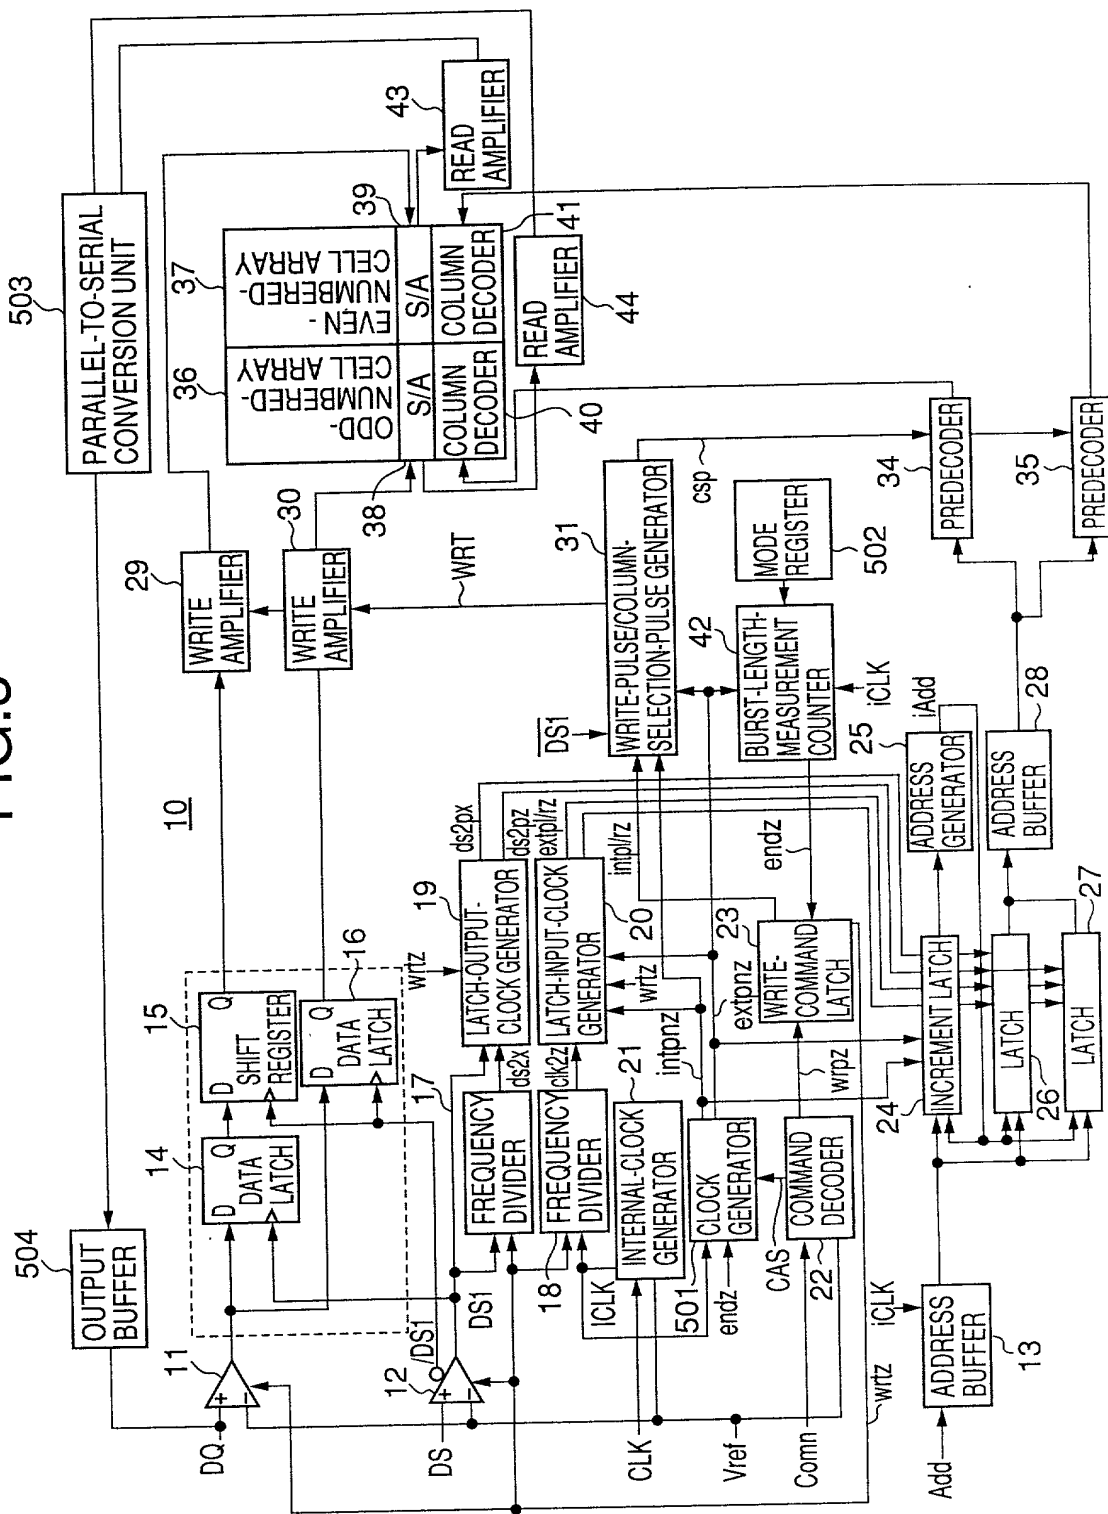 10
503
PARALLEL-TO-SERIAL
CONVERSION UNIT
504
OUTPUT
BUFFER
29
WRITE
AMPLIFIER
30
WRITE
AMPLIFIER
36
ODD-
NUMBERED-
CELL ARRAY
37
EVEN-
NUMBERED-
CELL ARRAY
38
S/A
39
S/A
40
COLUMN
DECODER
41
COLUMN
DECODER
43
READ
AMPLIFIER
44
READ
AMPLIFIER
14
D Q
DATA
LATCH
15
D Q
SHIFT
REGISTER
16
D Q
DATA
LATCH
DQ
11
+
−
DS
12
+
−
/DS1
DS1
17
FREQUENCY
DIVIDER
ds2x
18
FREQUENCY
DIVIDER
clk2z
wrtz
19
LATCH-OUTPUT-
CLOCK GENERATOR
ds2px
ds2pz
20
LATCH-INPUT-CLOCK
GENERATOR
extpl/rz
intpl/rz
wrtz
CLK
ICLK
21
INTERNAL-CLOCK
GENERATOR
501
CLOCK
GENERATOR
endz
intpnz
extpnz
CAS
Vref
Comn
22
COMMAND
DECODER
wrpz
23
WRITE-
COMMAND
LATCH
endz
wrtz
DS1
31
WRITE-PULSE/COLUMN-
SELECTION-PULSE GENERATOR
WRT
csp
42
BURST-LENGTH-
MEASUREMENT
COUNTER
iCLK
MODE
REGISTER
502
Add
iCLK
13
ADDRESS
BUFFER
24
INCREMENT LATCH
25
ADDRESS
GENERATOR
iAdd
26
LATCH
27
LATCH
28
ADDRESS
BUFFER
34
PREDECODER
35
PREDECODER